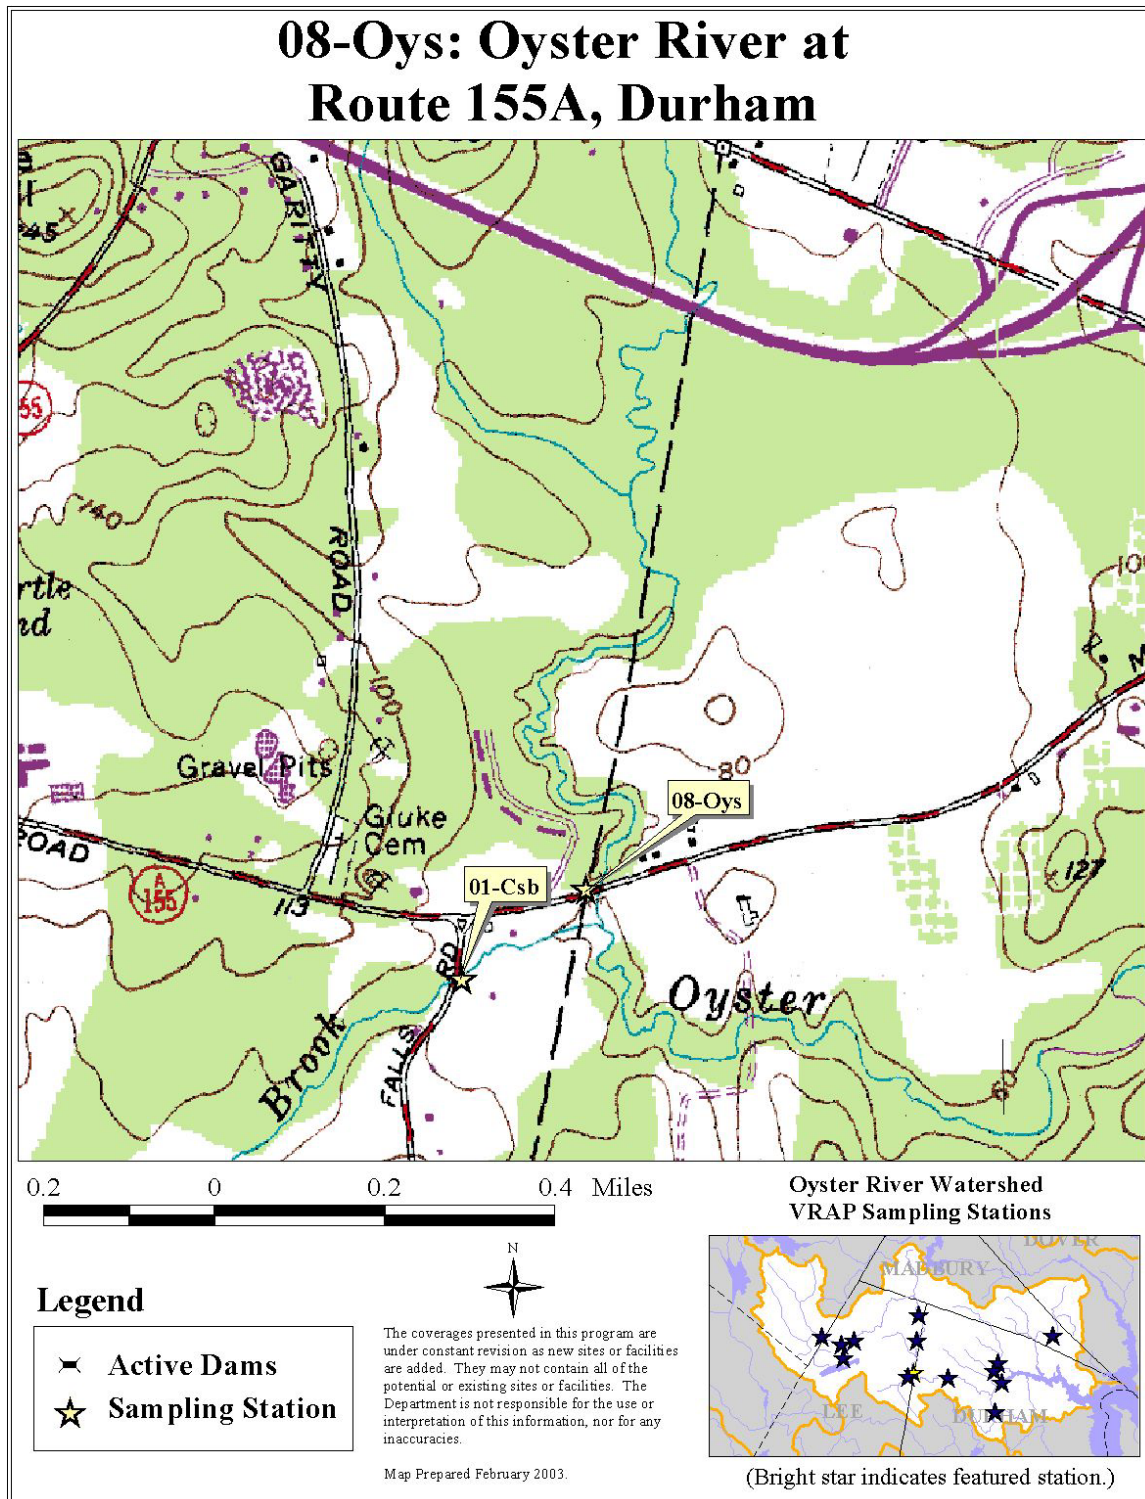 08-Oys: Oyster River at
Route 155A, Durham
GARITY
ROAD
45
55
140
100
100
Gravel Pits
Gluke
Cem
ROAD
A
155
113
01-Csb
08-Oys
80
127
RD
FALLS
Brook
Oyster
60
0.2 0 0.2 0.4 Miles
N
Legend
Active Dams
Sampling Station
The coverages presented in this program are
under constant revision as new sites or facilities
are added. They may not contain all of the
potential or existing sites or facilities. The
Department is not responsible for the use or
interpretation of this information, nor for any
inaccuracies.
Map Prepared February 2003.
Oyster River Watershed
VRAP Sampling Stations
DOVER
MADBURY
LEE
DURHAM
(Bright star indicates featured station.)